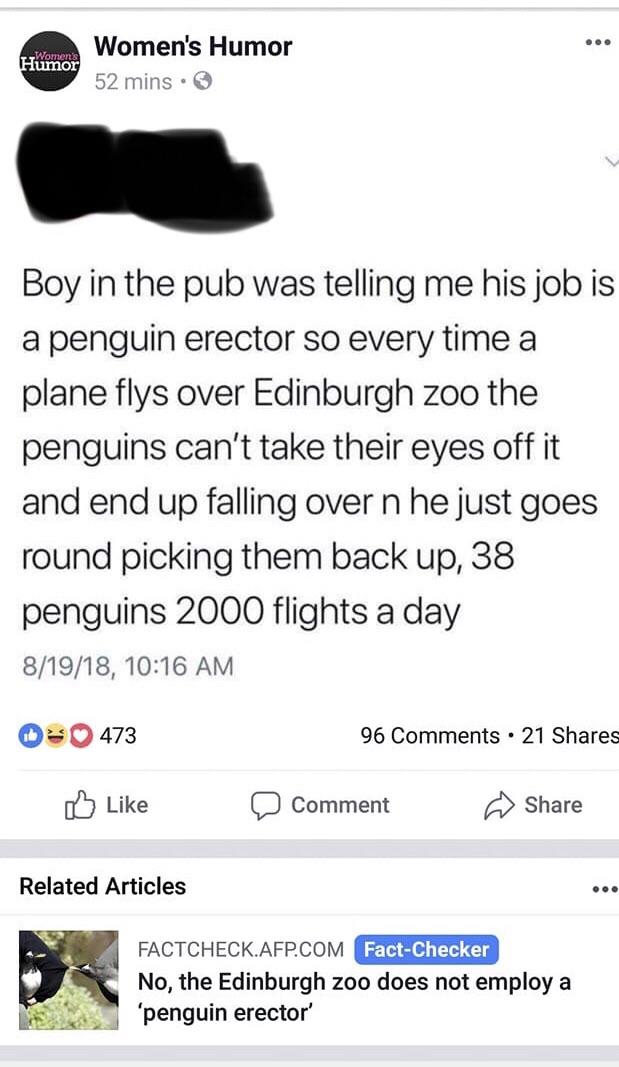 Women's Humor
Women's
Humor
52 mins •
Boy in the pub was telling me his job is
a penguin erector so every time a
plane flys over Edinburgh zoo the
penguins can't take their eyes off it
and end up falling over n he just goes
round picking them back up, 38
penguins 2000 flights a day
8/19/18, 10:16 AM
473 96 Comments • 21 Shares
Like Comment Share
Related Articles
FACTCHECK.AFP.COM Fact-Checker
No, the Edinburgh zoo does not employ a
‘penguin erector’